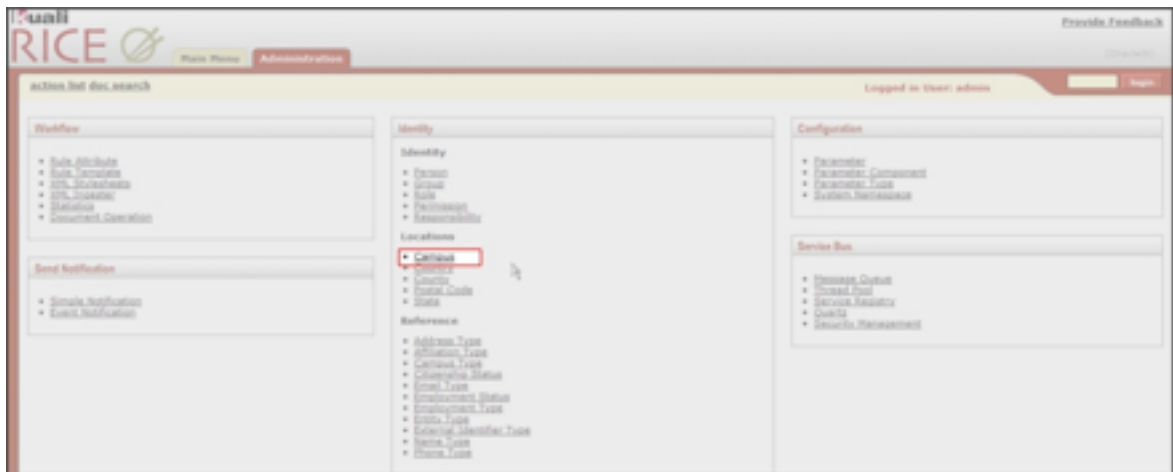 Kuali
Provide Feedback
RICE
Main Menu Administration
action list doc search
Logged in User: admin
login
Workflow
Rule Attribute
Rule Template
XML Stylesheets
XML Ingester
Statistics
Document Operation
Send Notification
Simple Notification
Event Notification
Identity
Identity
Person
Group
Role
Permission
Responsibility
Locations
Campus
Country
County
Postal Code
State
Reference
Address Type
Affiliation Type
Campus Type
Citizenship Status
Email Type
Employment Status
Employment Type
Entity Type
External Identifier Type
Name Type
Phone Type
Configuration
Parameter
Parameter Component
Parameter Type
System Namespace
Service Bus
Message Queue
Thread Pool
Service Registry
Quartz
Security Management